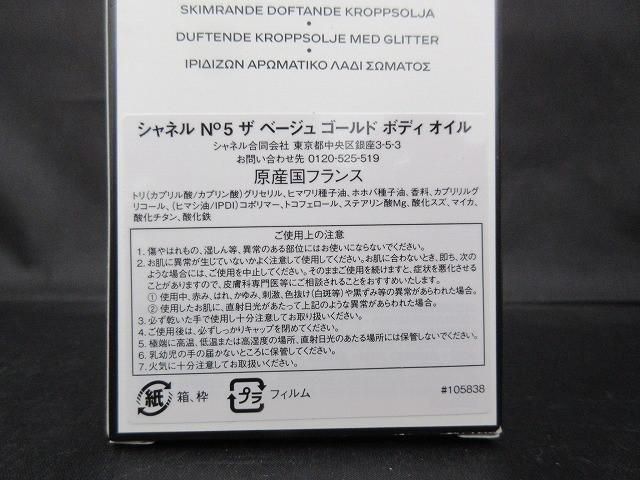 SKIMRANDE DOFTANDE KROPPSOLJA
•
DUFTENDE KROPPSOLJE MED GLITTER
•
ΙΡΙΔΙΖΩΝ ΑΡΩΜΑΤΙΚΟ ΛΑΔΙ ΣΩΜΑΤΟΣ
シャネル Nº5 ザ ベージュ ゴールド ボディ オイル
シャネル合同会社 東京都中央区銀座3-5-3
お問い合わせ先 0120-525-519
原産国フランス
トリ(カプリル酸/カプリン酸)グリセリル、ヒマワリ種子油、ホホバ種子油、香料、カプリリルグ
リコール、(ヒマシ油/IPDI)コポリマー、トコフェロール、ステアリン酸Mg、酸化スズ、マイカ、
酸化チタン、酸化鉄
ご使用上の注意
1. 傷やはれもの、湿しん等、異常のある部位にはお使いにならないでください。
2. お肌に異常が生じていないかよく注意して使用してください。お肌に合わないとき、即ち、次の
ような場合には、ご使用を中止してください。そのままご使用を続けますと、症状を悪化させる
ことがありますので、皮膚科専門医等にご相談されることをおすすめいたします。
① 使用中、赤み、はれ、かゆみ、刺激、色抜け(白斑等)や黒ずみ等の異常があらわれた場合。
② 使用したお肌に、直射日光があたって上記のような異常があらわれた場合。
3. 必ず乾いた手で使用し十分注意してお取り扱いください。
4. ご使用後は、必ずしっかりキャップを閉めてください。
5. 極端に高温、低温または高湿度の場所、直射日光のあたる場所には保管しないでください。
6. 乳幼児の手の届かないところに保管してください。
7. 火気に十分注意してお取扱いください。
紙 箱、枠 プラ フィルム #105838